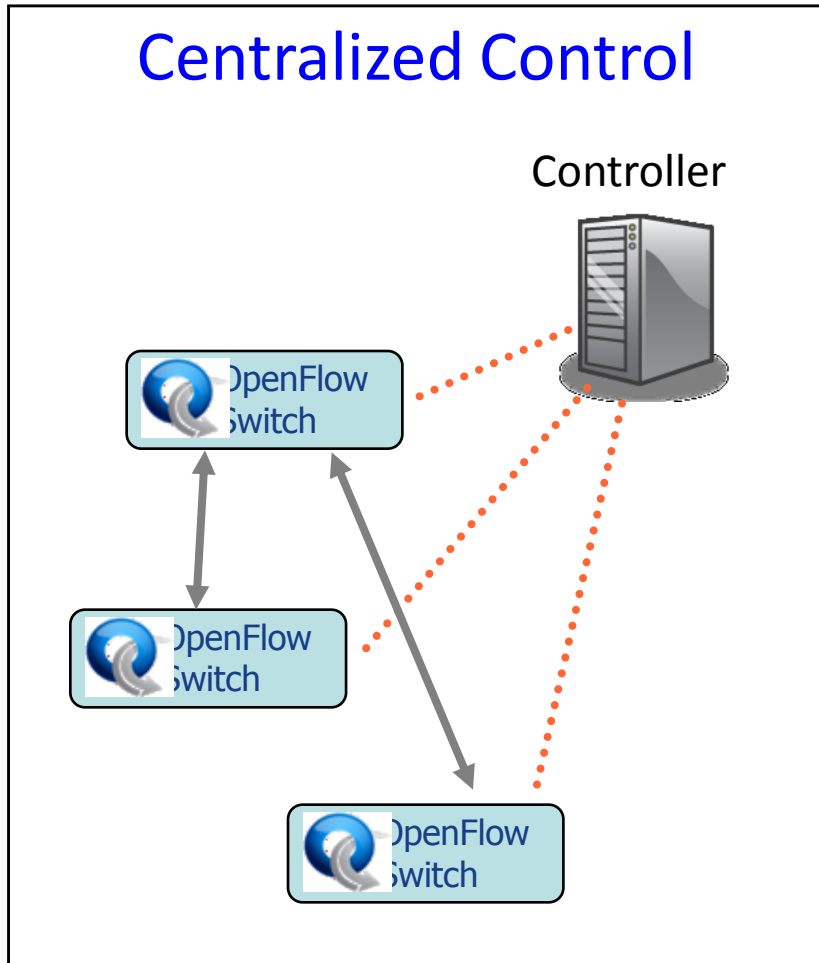 Centralized Control
Controller
OpenFlow
Switch
OpenFlow
Switch
OpenFlow
Switch